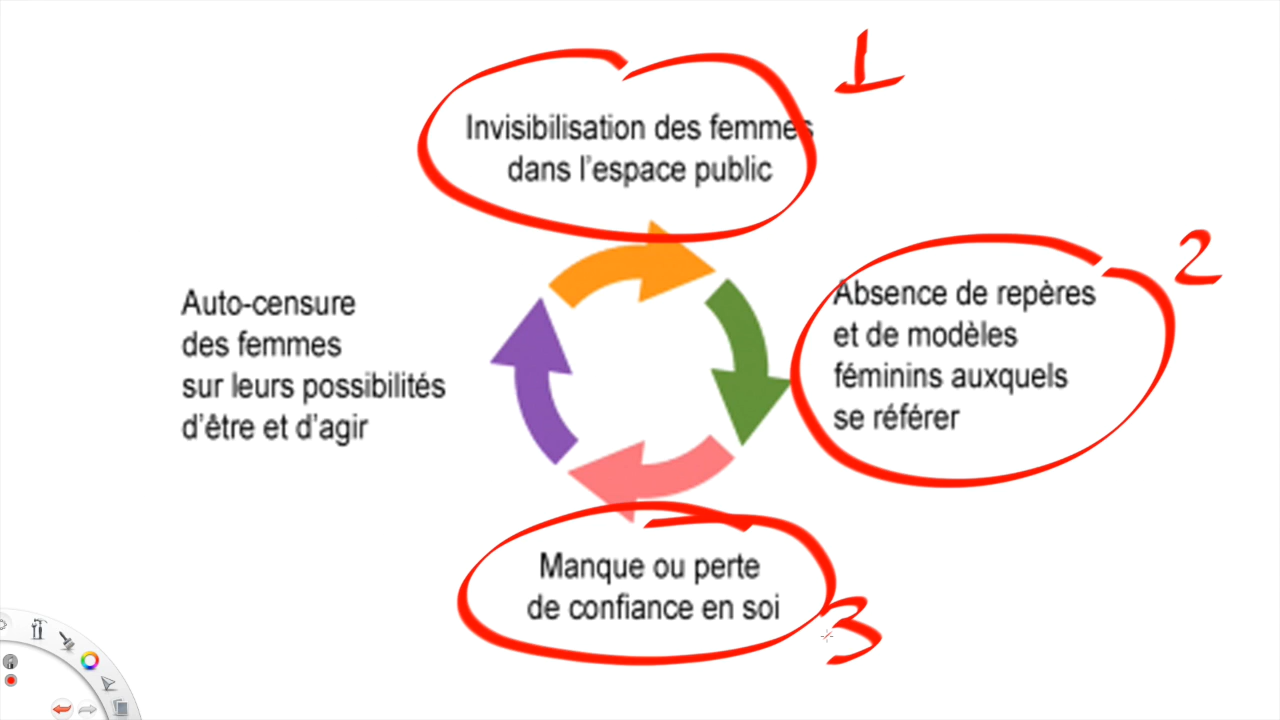 1
Invisibilisation des femmes
dans l'espace public
2
Absence de repères
et de modèles
féminins auxquels
se référer
3
Manque ou perte
de confiance en soi
Auto-censure
des femmes
sur leurs possibilités
d'être et d'agir